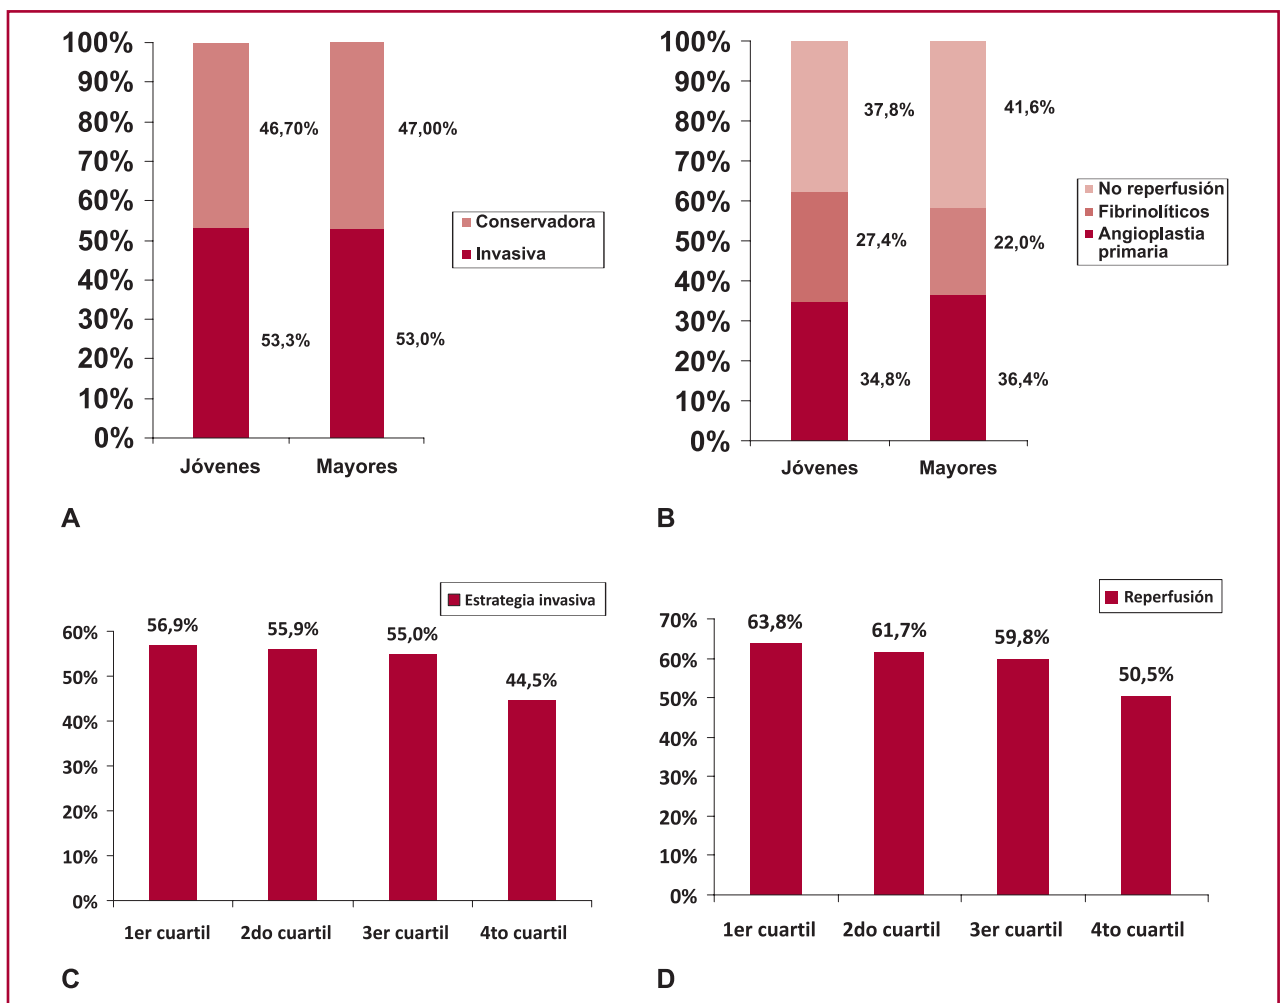 100%
90%
80%
70%
60%
50%
40%
30%
20%
10%
0%
46,70%
47,00%
53,3%
53,0%
Conservadora
Invasiva
Jóvenes
Mayores
A
100%
90%
80%
70%
60%
50%
40%
30%
20%
10%
0%
37,8%
41,6%
27,4%
22,0%
34,8%
36,4%
No reperfusión
Fibrinolíticos
Angioplastia
primaria
Jóvenes
Mayores
B
Estrategia invasiva
60%
50%
40%
30%
20%
10%
0%
56,9%
55,9%
55,0%
44,5%
1er cuartil
2do cuartil
3er cuartil
4to cuartil
C
Reperfusión
70%
60%
50%
40%
30%
20%
10%
0%
63,8%
61,7%
59,8%
50,5%
1er cuartil
2do cuartil
3er cuartil
4to cuartil
D